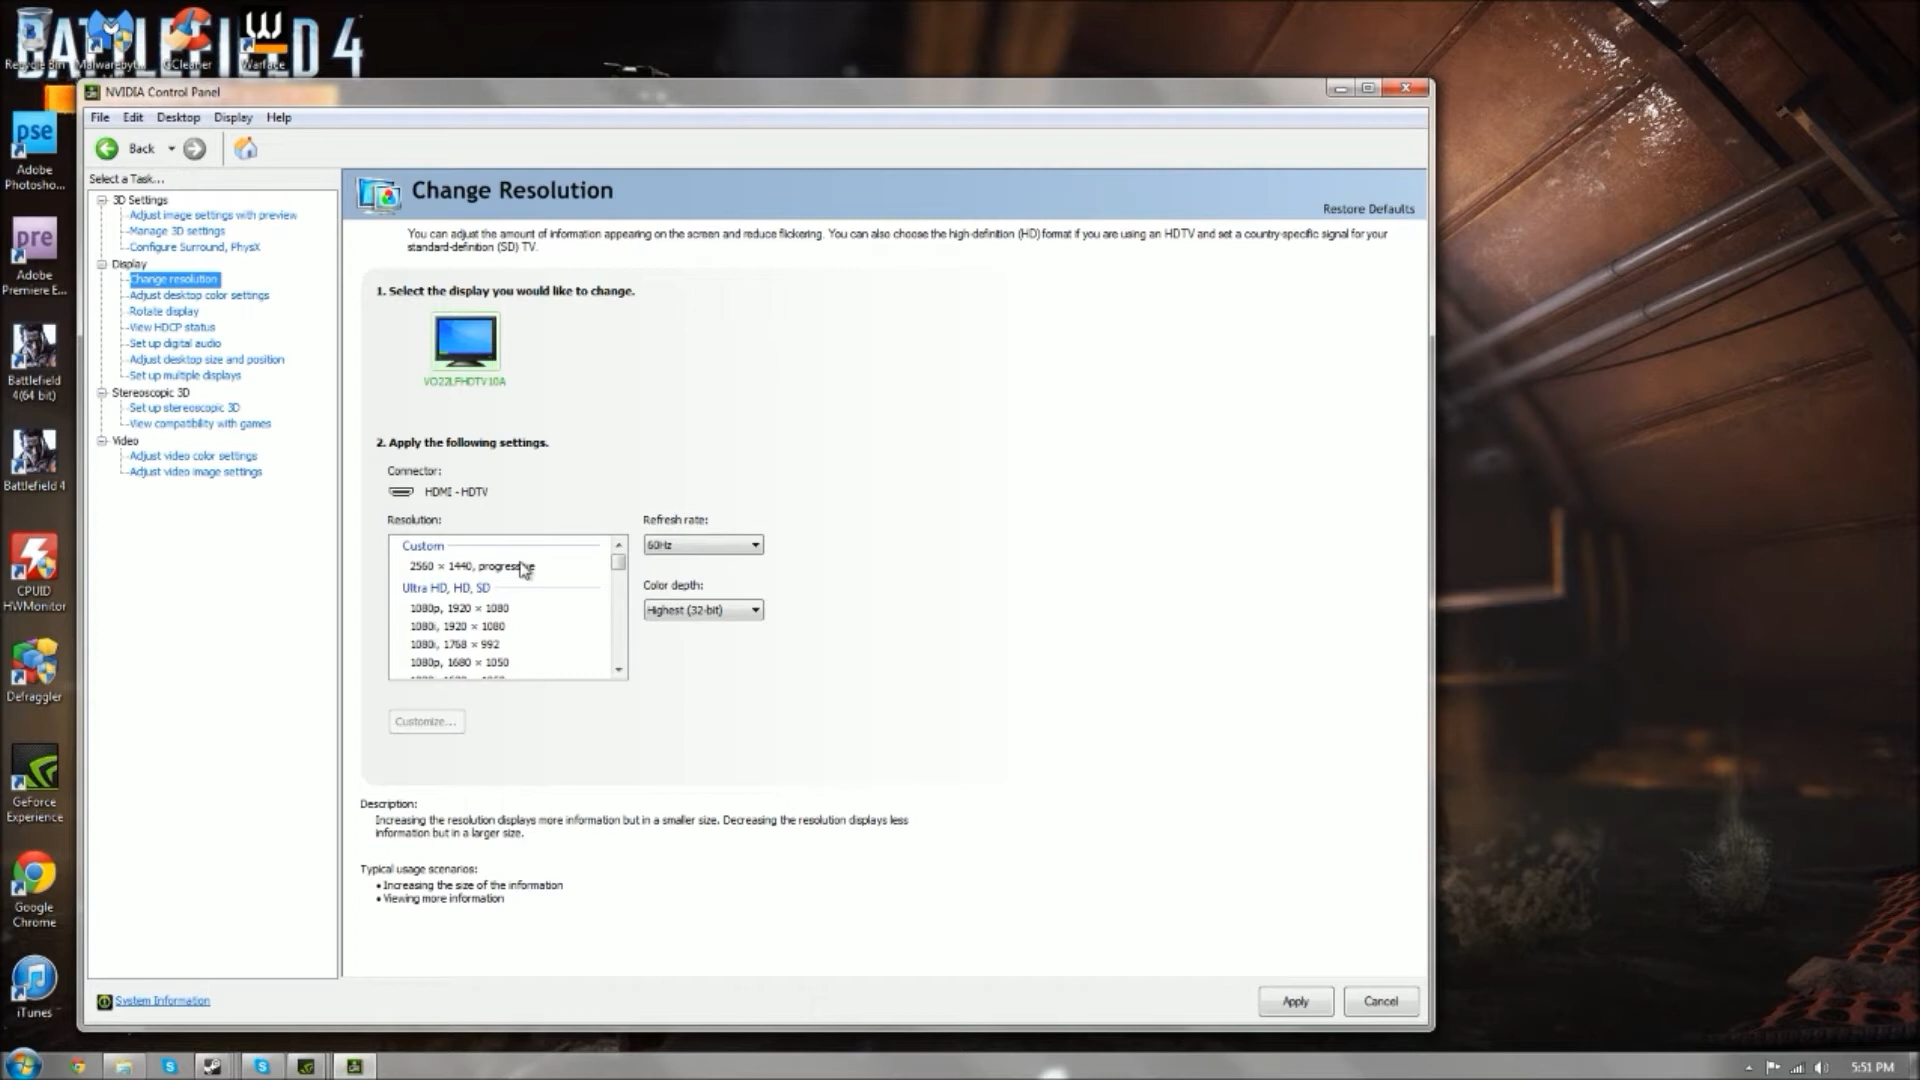 BATTLEFIELD 4
Recycle Bin
Malwareby...
CCleaner
Warface
NVIDIA Control Panel
File Edit Desktop Display Help
Back
Select a Task...
3D Settings
Adjust image settings with preview
Manage 3D settings
Configure Surround, PhysX
Display
Change resolution
Adjust desktop color settings
Rotate display
View HDCP status
Set up digital audio
Adjust desktop size and position
Set up multiple displays
Stereoscopic 3D
Set up stereoscopic 3D
View compatibility with games
Video
Adjust video color settings
Adjust video image settings
System Information
Change Resolution
Restore Defaults
You can adjust the amount of information appearing on the screen and reduce flickering. You can also choose the high-definition (HD) format if you are using an HDTV and set a country-specific signal for your
standard-definition (SD) TV.
1. Select the display you would like to change.
VO22LFHDTV10A
2. Apply the following settings.
Connector:
HDMI - HDTV
Resolution:
Custom
2560 × 1440, progressive
Ultra HD, HD, SD
1080p, 1920 × 1080
1080i, 1920 × 1080
1080i, 1768 × 992
1080p, 1680 × 1050
Refresh rate:
60Hz
Color depth:
Highest (32-bit)
Customize...
Description:
Increasing the resolution displays more information but in a smaller size. Decreasing the resolution displays less
information but in a larger size.
Typical usage scenarios:
• Increasing the size of the information
• Viewing more information
Apply
Cancel
pse
Adobe
Photosho...
pre
Adobe
Premiere E...
Battlefield
4(64 bit)
Battlefield 4
CPUID
HWMonitor
Defraggler
GeForce
Experience
Google
Chrome
iTunes
5:51 PM